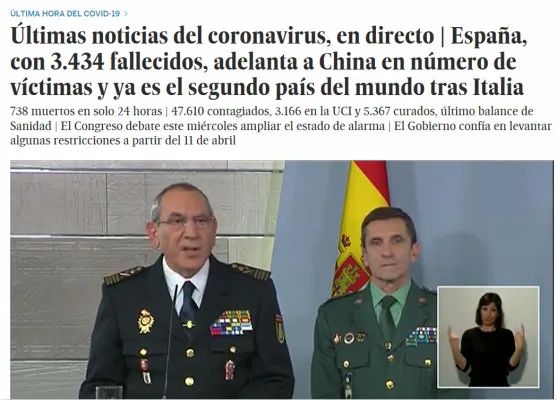 ÚLTIMA HORA DEL COVID-19 >
Últimas noticias del coronavirus, en directo | España,
con 3.434 fallecidos, adelanta a China en número de
víctimas y ya es el segundo país del mundo tras Italia
738 muertos en solo 24 horas | 47.610 contagiados, 3.166 en la UCI y 5.367 curados, último balance de
Sanidad | El Congreso debate este miércoles ampliar el estado de alarma | El Gobierno confía en levantar
algunas restricciones a partir del 11 de abril